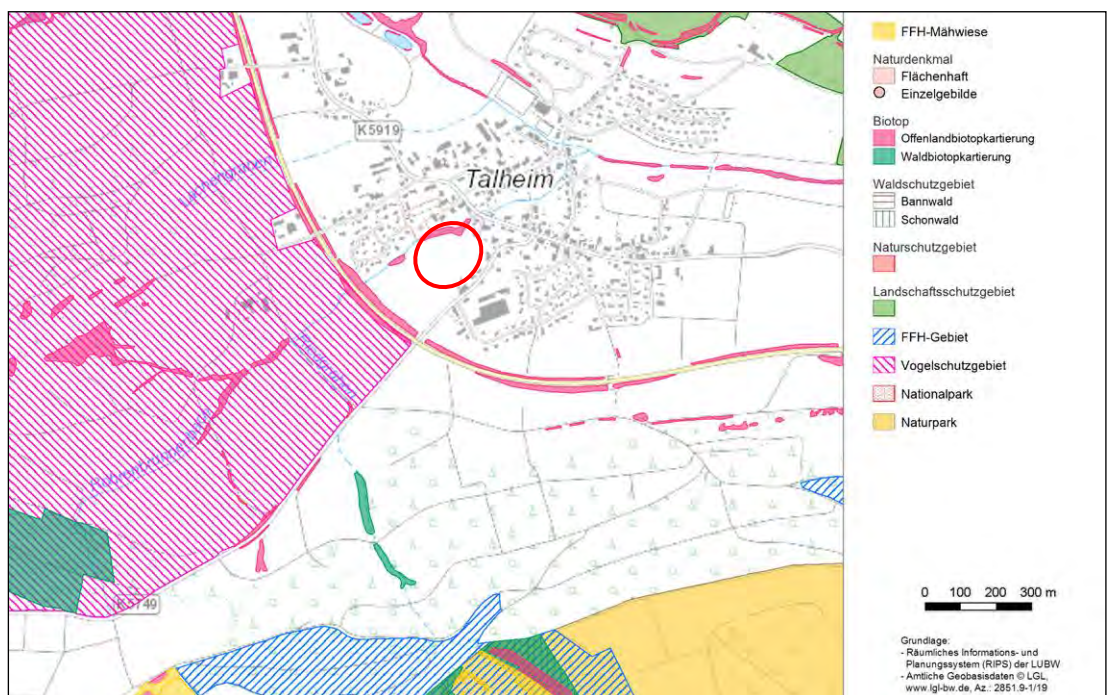 K5919
Talheim
Lachengraben
Riedgraben
K5749
FFH-Mähwiese
Naturdenkmal
Flächenhaft
Einzelgebilde
Biotop
Offenlandbiotopkartierung
Waldbiotopkartierung
Waldschutzgebiet
Bannwald
Schonwald
Naturschutzgebiet
Landschaftsschutzgebiet
FFH-Gebiet
Vogelschutzgebiet
Nationalpark
Naturpark
0 100 200 300 m
Grundlage:
- Räumliches Informations- und
Planungssystem (RIPS) der LUBW
- Amtliche Geobasisdaten © LGL,
www.lgl-bw.de, Az.: 2851.9-1/19